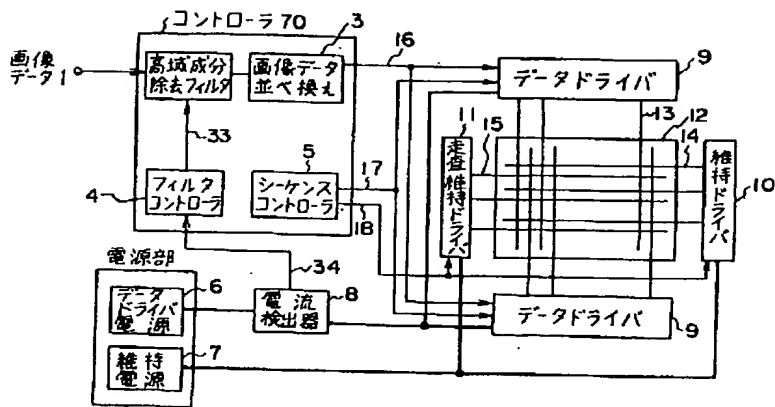 コントローラ 70
3
16
画像
データ1
高域成分
除去フィルタ
画像データ
並べ換え
データドライバ
9
33
11
13
12
15
14
走査維持ドライバ
維持ドライバ
10
5
17
4
フィルタ
コントローラ
シーケンス
コントローラ
18
電源部
34
6
データ
ドライバ
電源
8
電流
検出器
データドライバ
9
7
維持
電源